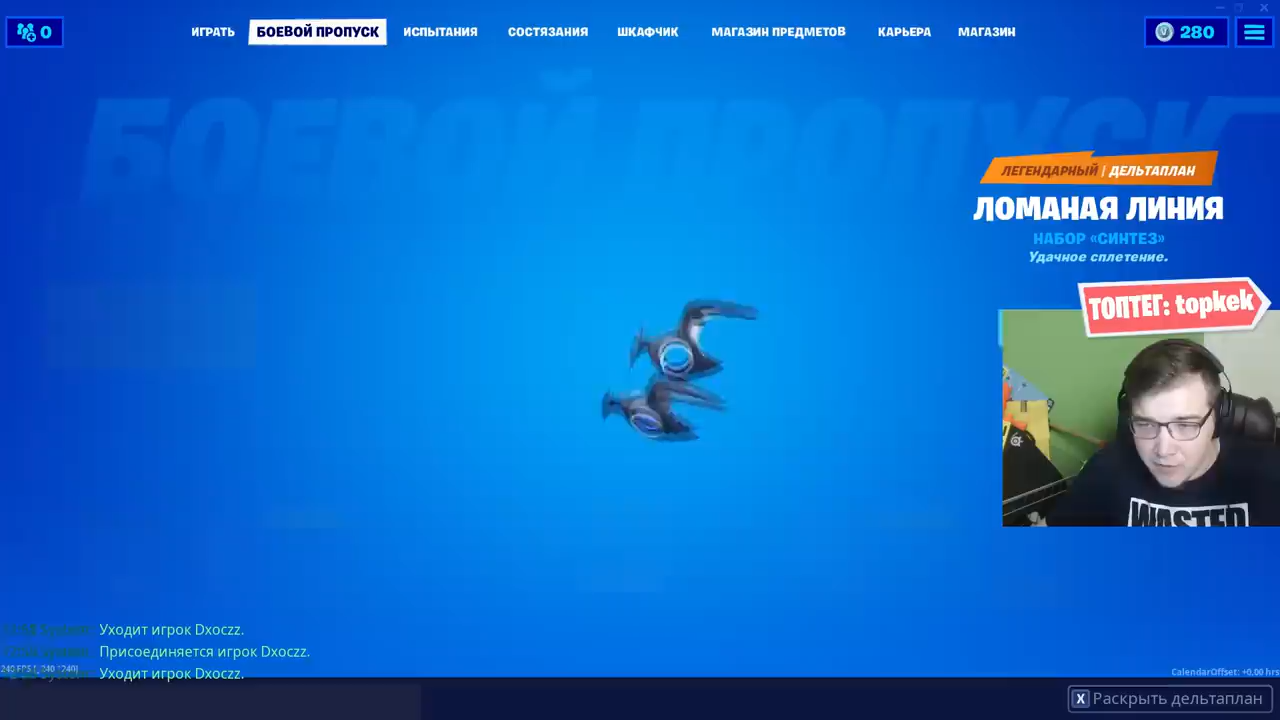 0
ИГРАТЬ
БОЕВОЙ ПРОПУСК
ИСПЫТАНИЯ
СОСТЯЗАНИЯ
ШКАФЧИК
МАГАЗИН ПРЕДМЕТОВ
КАРЬЕРА
МАГАЗИН
280
БОЕВОЙ ПРОПУСК
ЛЕГЕНДАРНЫЙ | ДЕЛЬТАПЛАН
ЛОМАНАЯ ЛИНИЯ
НАБОР «СИНТЕЗ»
Удачное сплетение.
ТОПТЕГ: topkek
WASTED
Уходит игрок Dxoczz.
Присоединяется игрок Dxoczz.
Уходит игрок Dxoczz.
CalendarOffset: +0.00 hrs
X Раскрыть дельтаплан